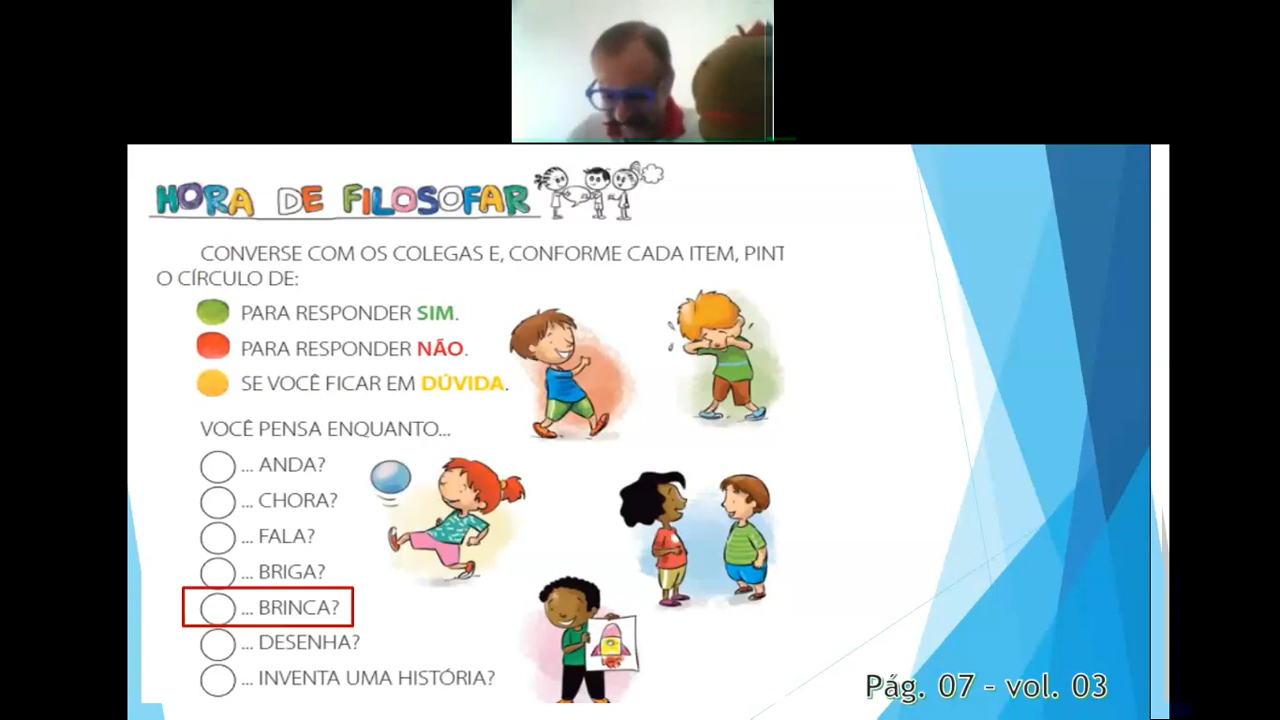 HORA DE FILOSOFAR
CONVERSE COM OS COLEGAS E, CONFORME CADA ITEM, PINT
O CÍRCULO DE:
PARA RESPONDER SIM.
PARA RESPONDER NÃO.
SE VOCÊ FICAR EM DÚVIDA.
VOCÊ PENSA ENQUANTO...
... ANDA?
... CHORA?
... FALA?
... BRIGA?
... BRINCA?
... DESENHA?
... INVENTA UMA HISTÓRIA?
Pág. 07 - vol. 03